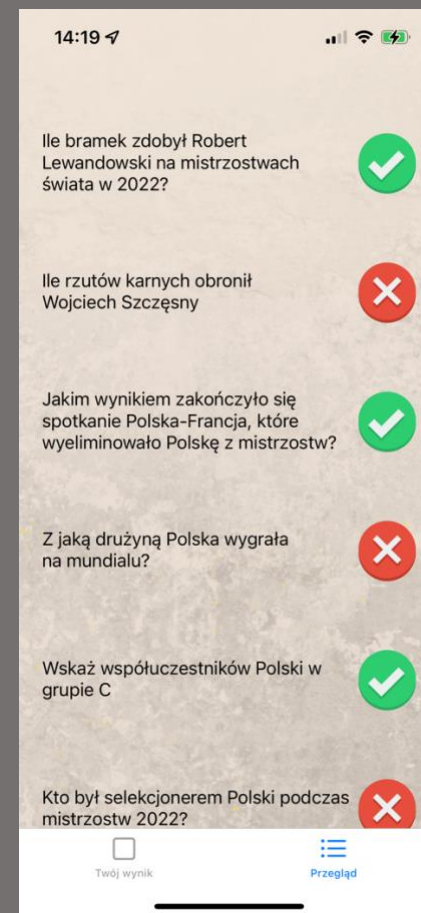 14:19
Ile bramek zdobył Robert
Lewandowski na mistrzostwach
świata w 2022?
Ile rzutów karnych obronił
Wojciech Szczęsny
Jakim wynikiem zakończyło się
spotkanie Polska-Francja, które
wyeliminowało Polskę z mistrzostw?
Z jaką drużyną Polska wygrała
na mundialu?
Wskaż współuczestników Polski w
grupie C
Kto był selekcjonerem Polski podczas
mistrzostw 2022?
Twój wynik
Przegląd